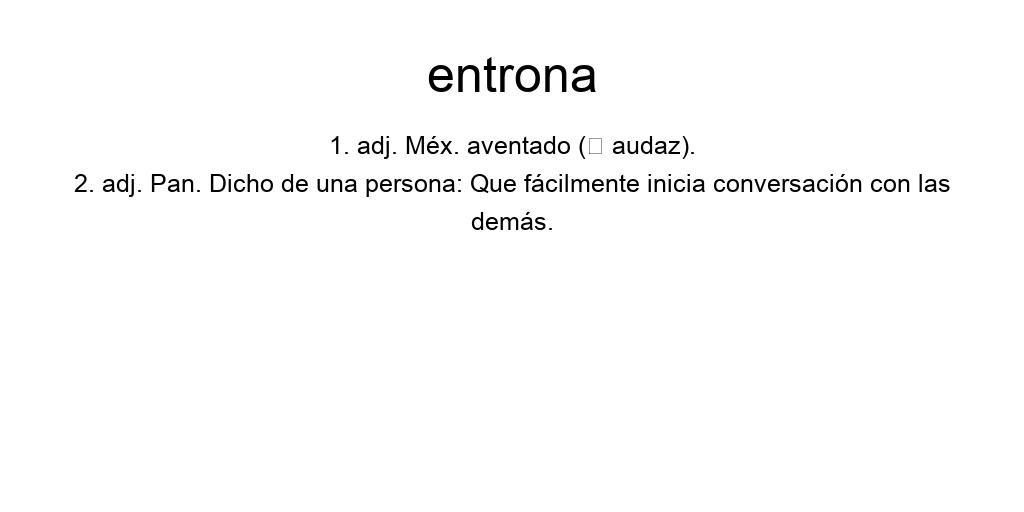 entrona
1. adj. Méx. aventado (□ audaz).
2. adj. Pan. Dicho de una persona: Que fácilmente inicia conversación con las
demás.